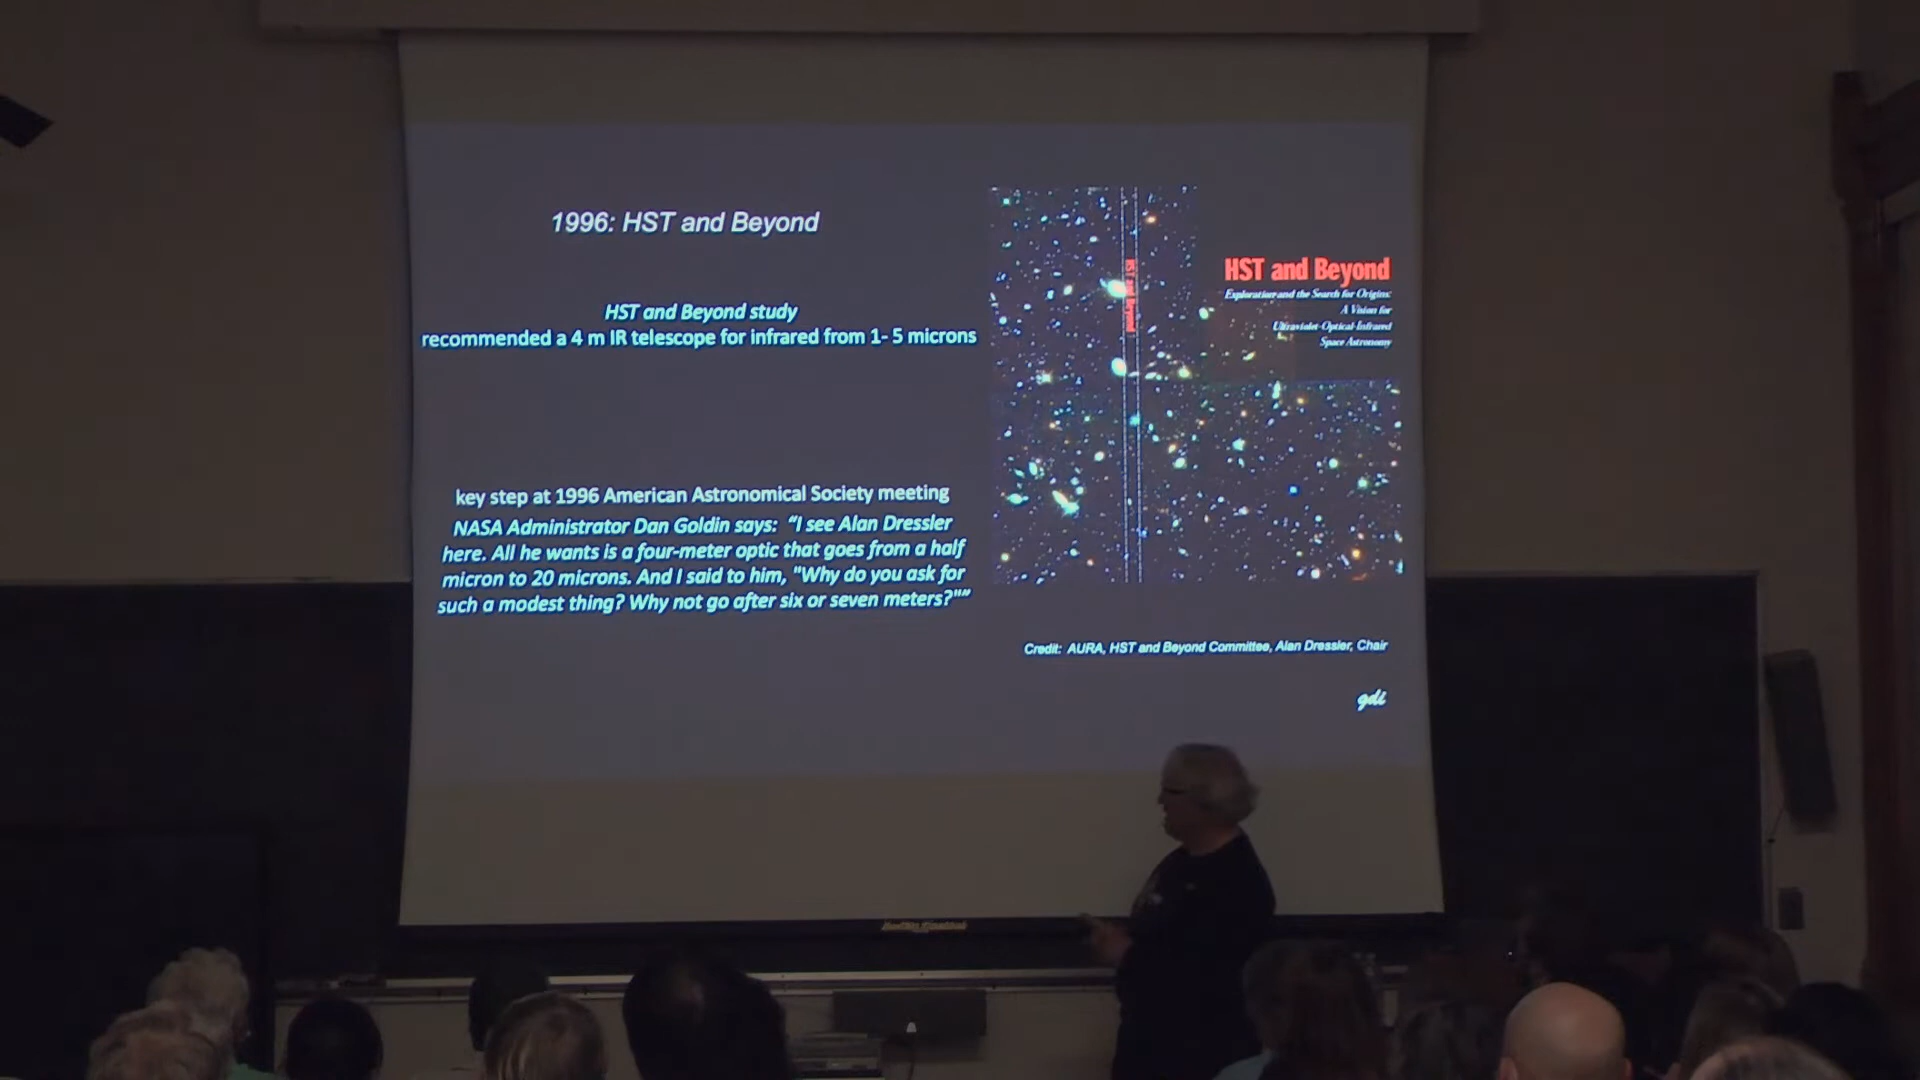 1996: HST and Beyond
HST and Beyond study
recommended a 4 m IR telescope for infrared from 1- 5 microns
key step at 1996 American Astronomical Society meeting
NASA Administrator Dan Goldin says:  “I see Alan Dressler
here. All he wants is a four-meter optic that goes from a half
micron to 20 microns. And I said to him, "Why do you ask for
such a modest thing? Why not go after six or seven meters?"”
HST and Beyond
HST and Beyond
Exploration and the Search for Origins:
A Vision for
Ultraviolet-Optical-Infrared
Space Astronomy
Credit:  AURA, HST and Beyond Committee, Alan Dressler, Chair
gdi